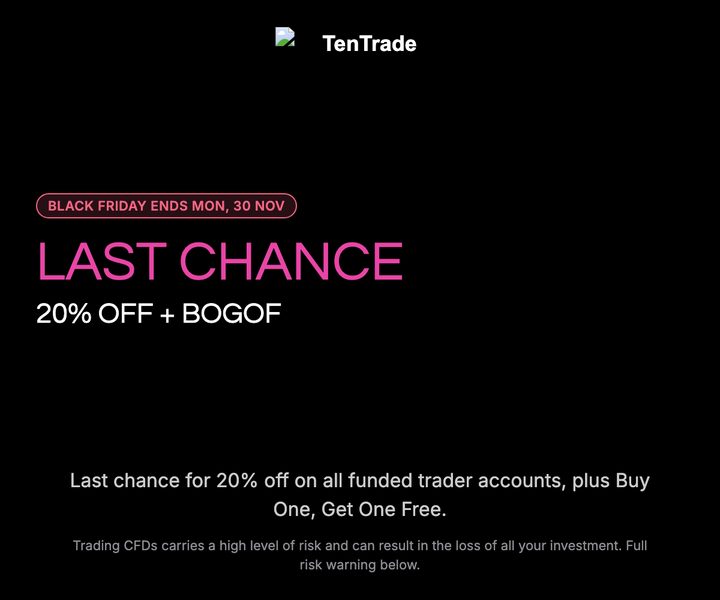 TenTrade
BLACK FRIDAY ENDS MON, 30 NOV
LAST CHANCE
20% OFF + BOGOF
Last chance for 20% off on all funded trader accounts, plus Buy
One, Get One Free.
Trading CFDs carries a high level of risk and can result in the loss of all your investment. Full
risk warning below.